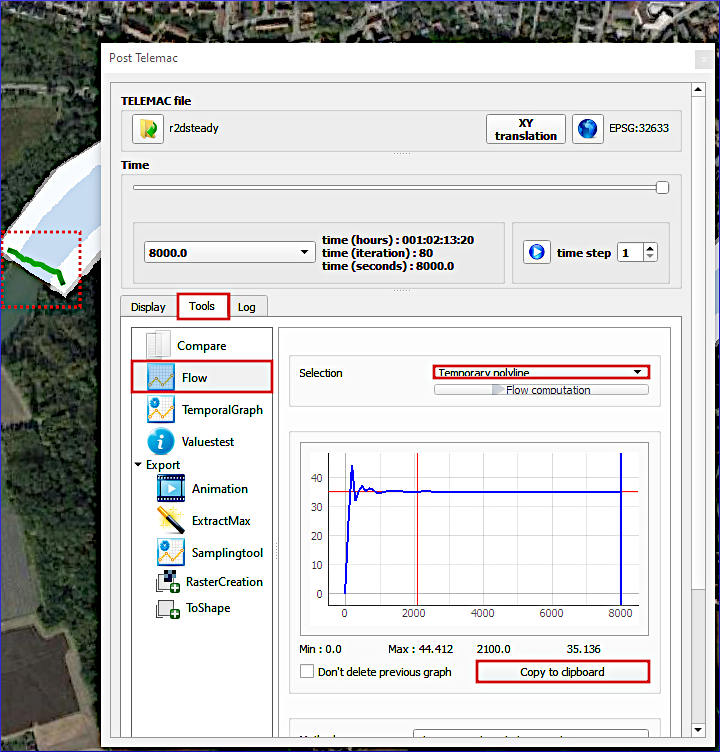 Post Telemac
x
TELEMAC file
r2dsteady
XY
translation
EPSG:32633
Time
8000.0
time (hours) : 001:02:13:20
time (iteration) : 80
time (seconds) : 8000.0
time step
1
Display
Tools
Log
Compare
Flow
TemporalGraph
Valuestest
Export
Animation
ExtractMax
Samplingtool
RasterCreation
ToShape
Selection
Temporary polyline
Flow computation
40
30
20
10
0
0
2000
4000
6000
8000
Min : 0.0
Max : 44.412
2100.0
35.136
Don't delete previous graph
Copy to clipboard